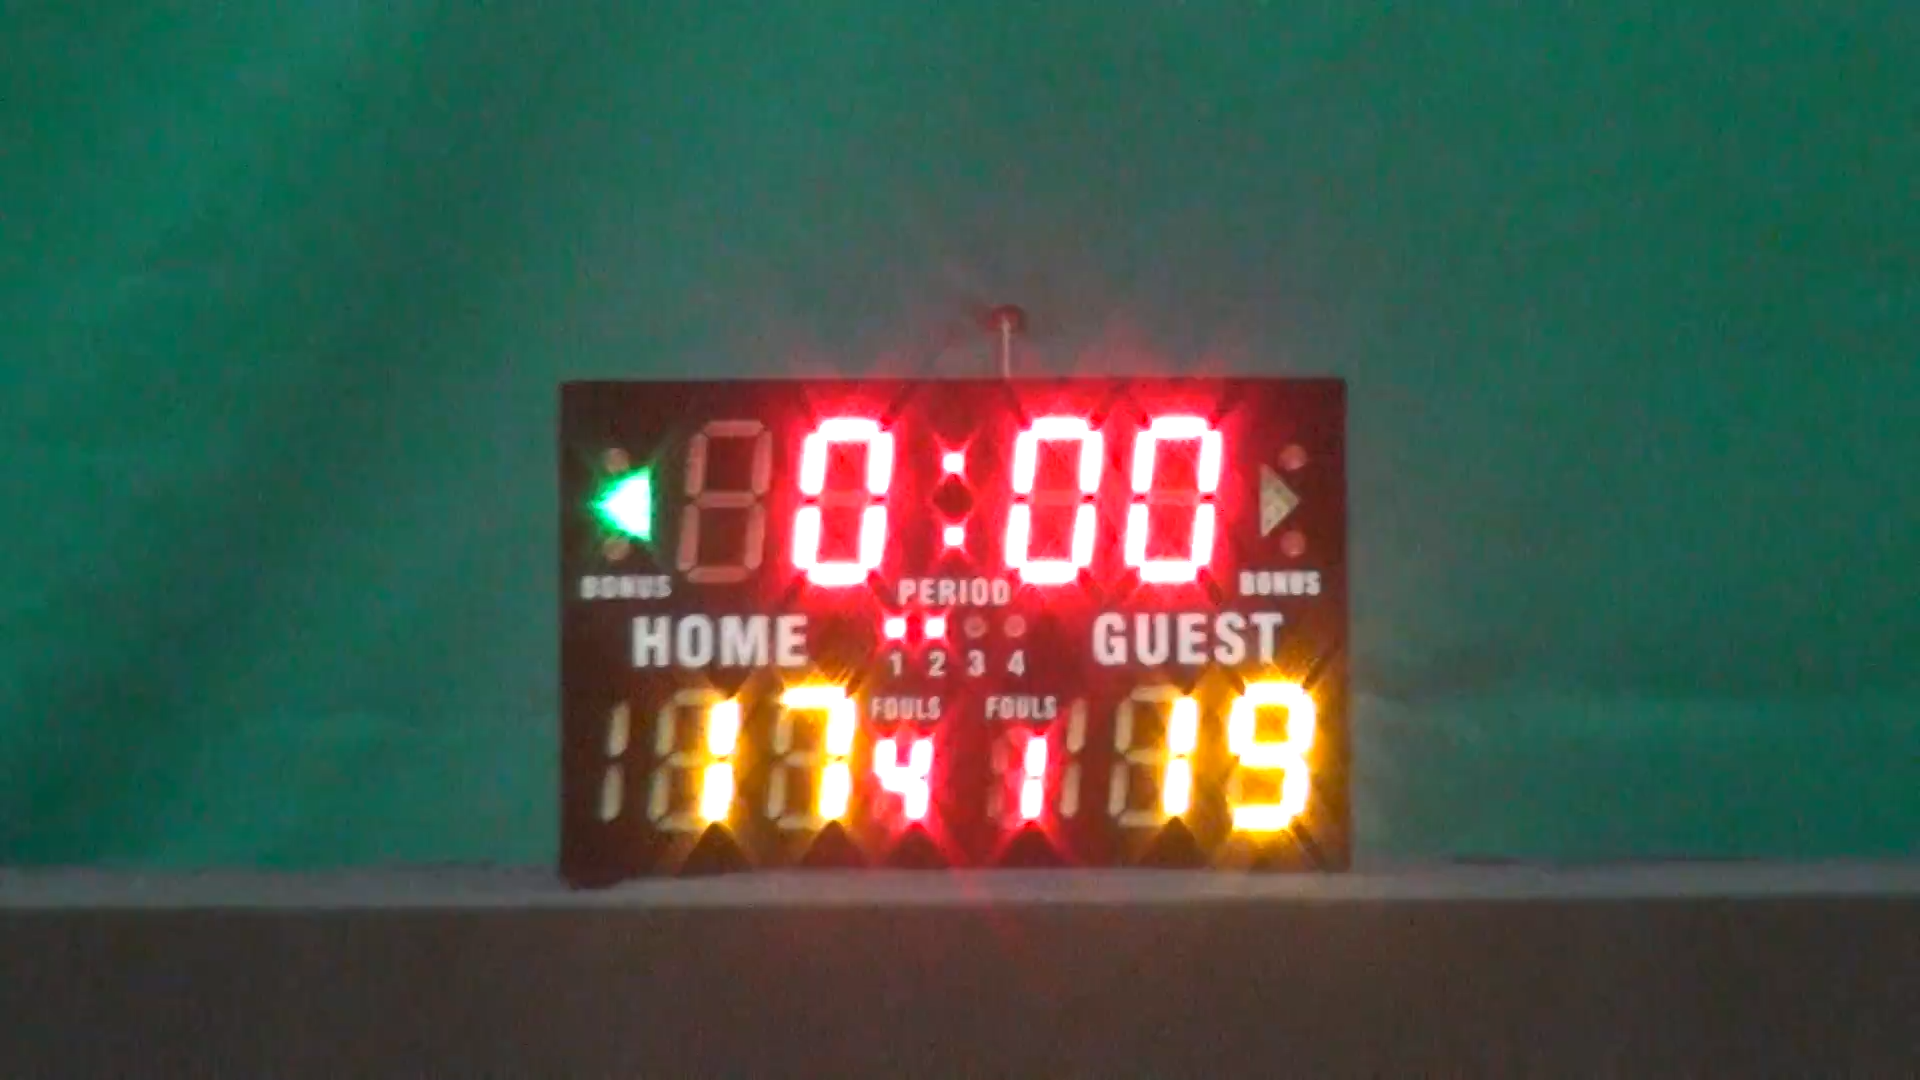 0:00
BONUS PERIOD BONUS
HOME GUEST
1 2 3 4
FOULS FOULS
17 4 1 19